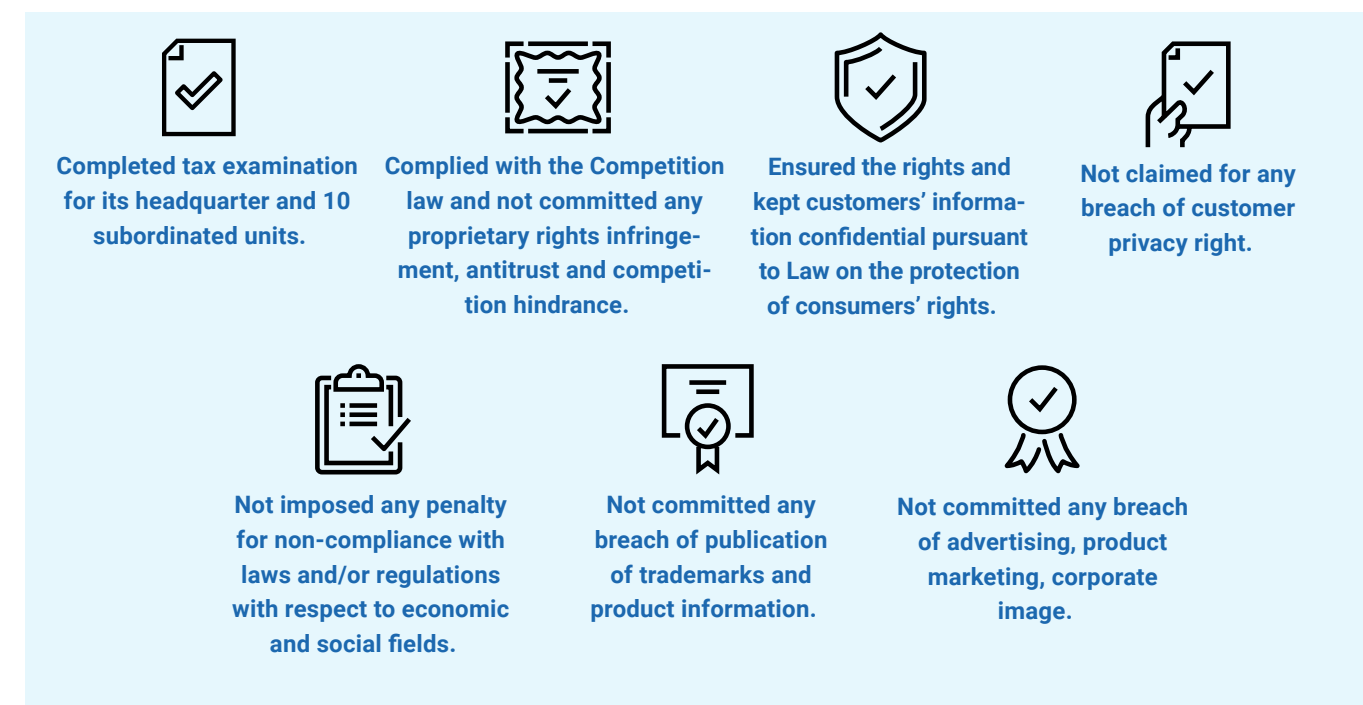 Completed tax examination
for its headquarter and 10
subordinated units.
Complied with the Competition
law and not committed any
proprietary rights infringe-
ment, antitrust and competi-
tion hindrance.
Ensured the rights and
kept customers’ informa-
tion confidential pursuant
to Law on the protection
of consumers’ rights.
Not claimed for any
breach of customer
privacy right.
Not imposed any penalty
for non-compliance with
laws and/or regulations
with respect to economic
and social fields.
Not committed any
breach of publication
of trademarks and
product information.
Not committed any breach
of advertising, product
marketing, corporate
image.